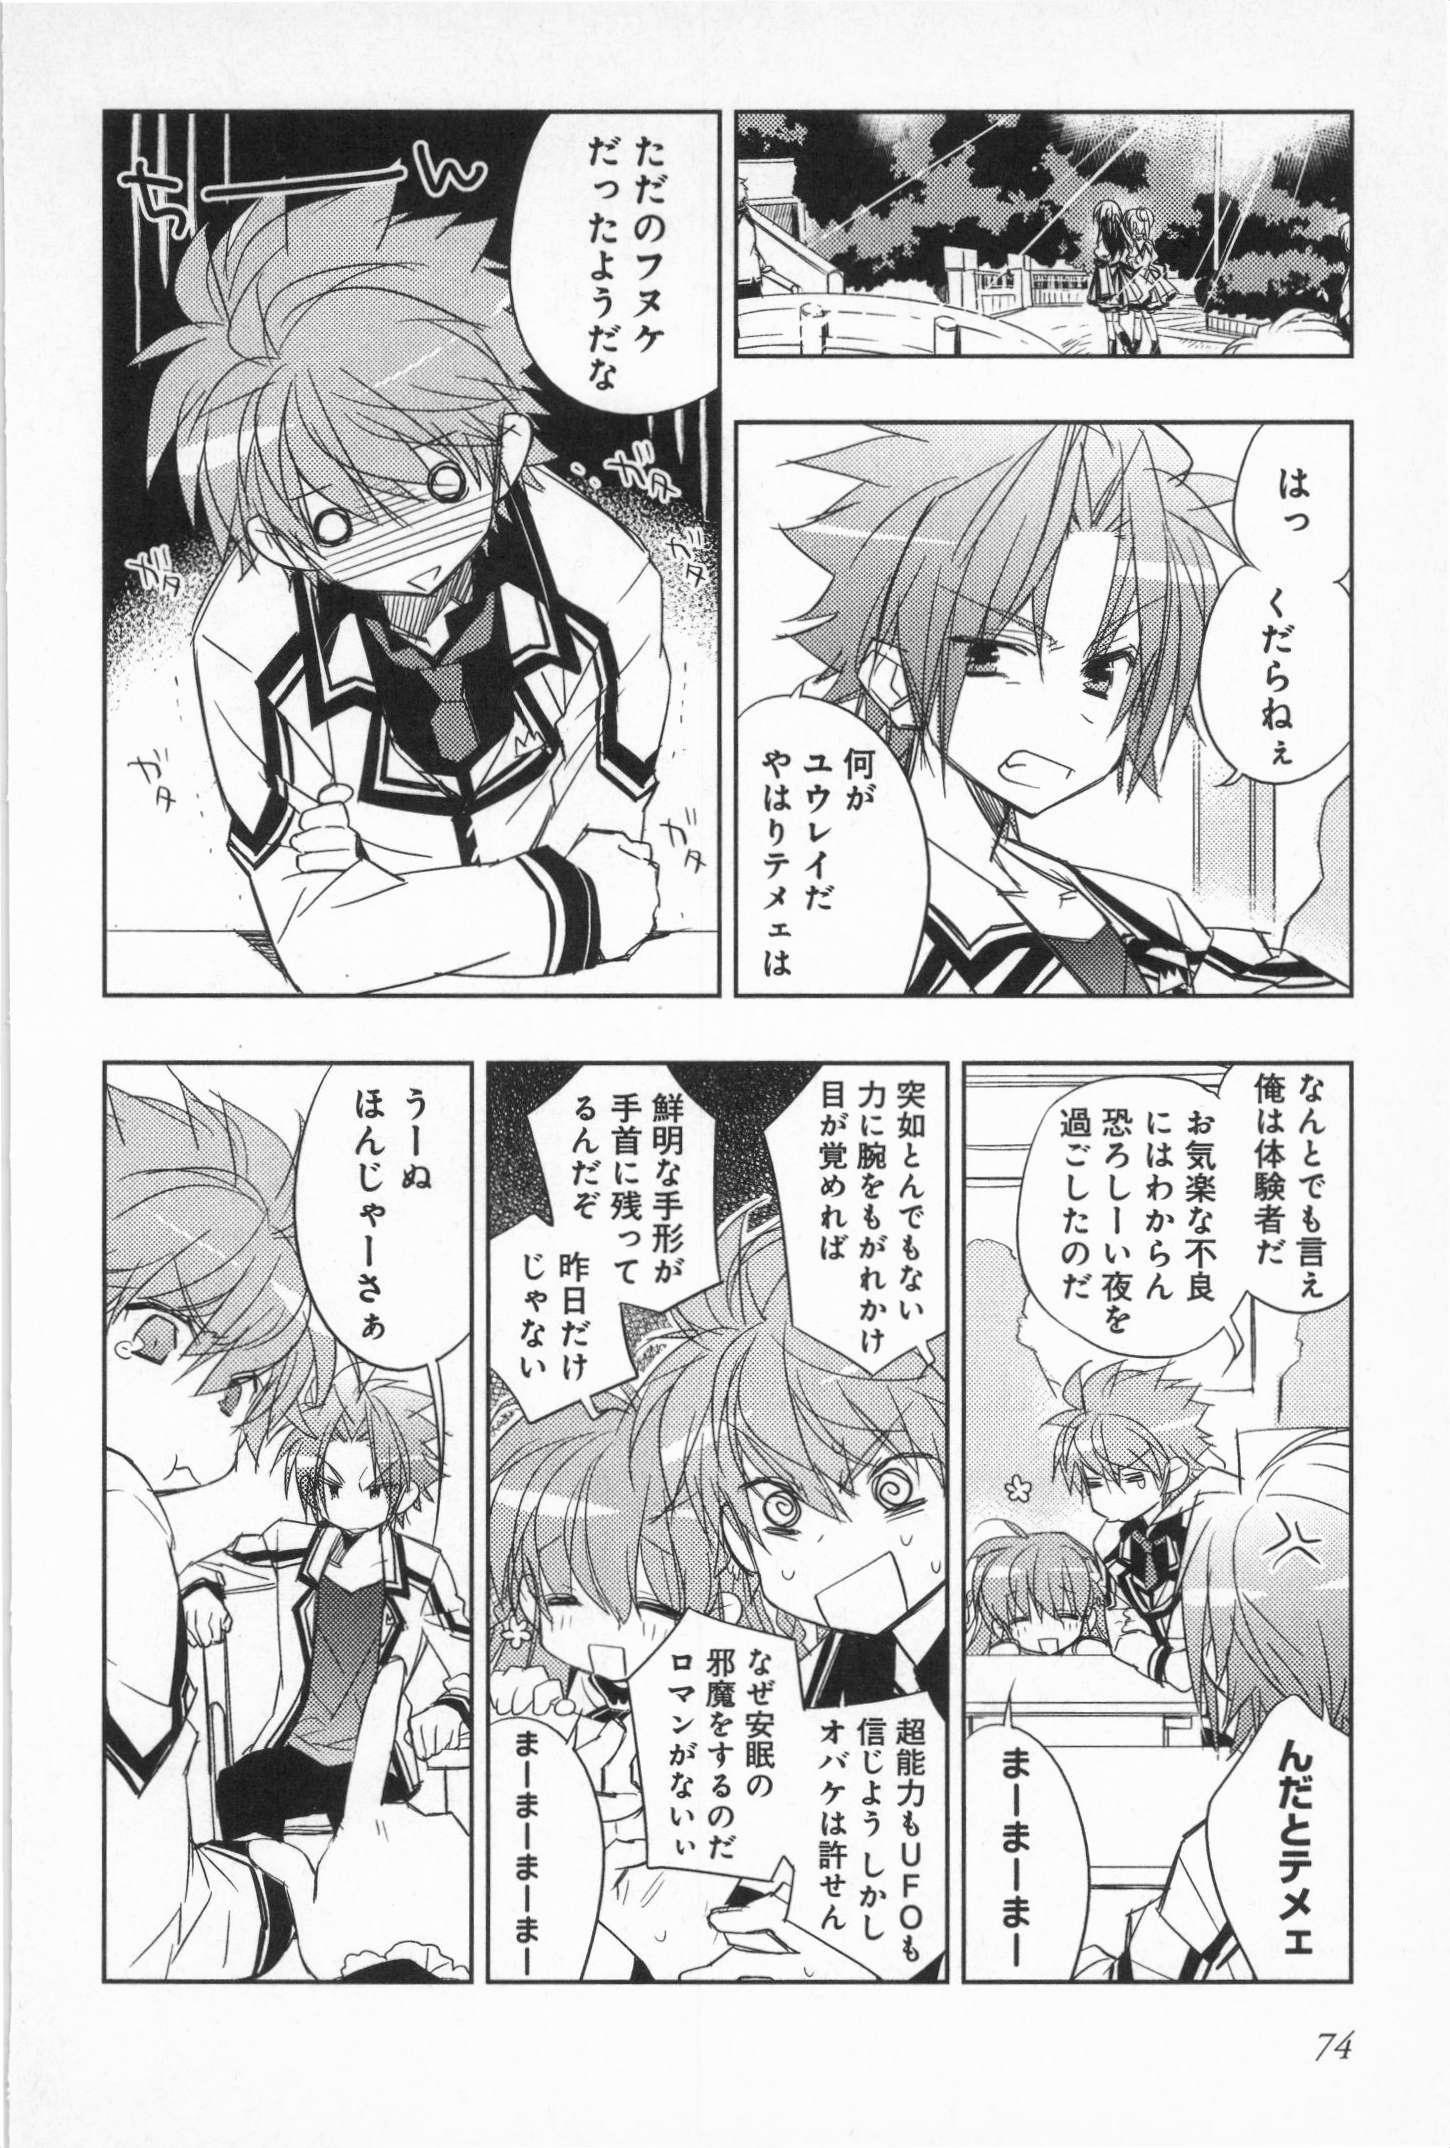 はっ
くだらねぇ
何が
ユウレイだ
やはりテメェは
ただのフヌケ
だったようだな
ちーん
ガタ
ガタ
ガタ
ガタ
ガタ
なんとでも言え
俺は体験者だ
お気楽な不良
にはわからん
恐ろしーい夜を
過ごしたのだ
んだとテメェ
まーまーまー
突如とんでもない
力に腕をもがれかけ
目が覚めれば
鮮明な手形が
手首に残って
るんだぞ
昨日だけ
じゃない
超能力もUFOも
信じようしかし
オバケは許せん
なぜ安眠の
邪魔をするのだ
ロマンがないぃ
まーまーまーまー
うーぬ
ほんじゃーさぁ
74